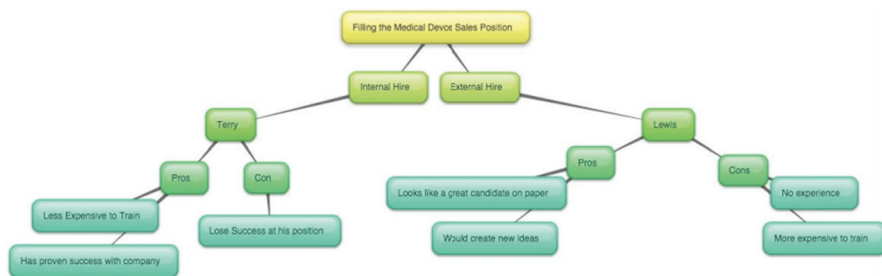 Filling the Medical Devce Sales Position
Internal Hire
External Hire
Terry
Lewis
Pros
Con
Pros
Cons
Less Expensive to Train
Lose Success at his position
Looks like a great candidate on paper
No experience
Has proven success with company
Would create new ideas
More expensive to train